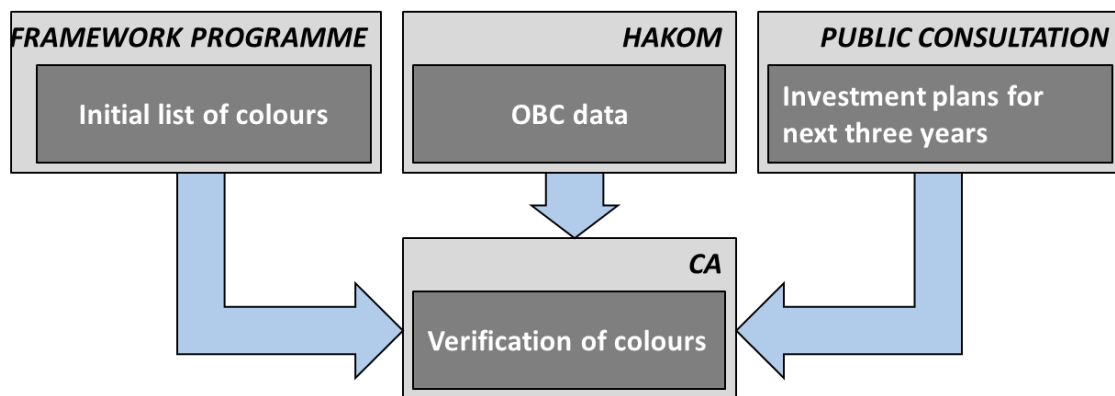 FRAMEWORK PROGRAMME
Initial list of colours
HAKOM
OBC data
PUBLIC CONSULTATION
Investment plans for
next three years
CA
Verification of colours